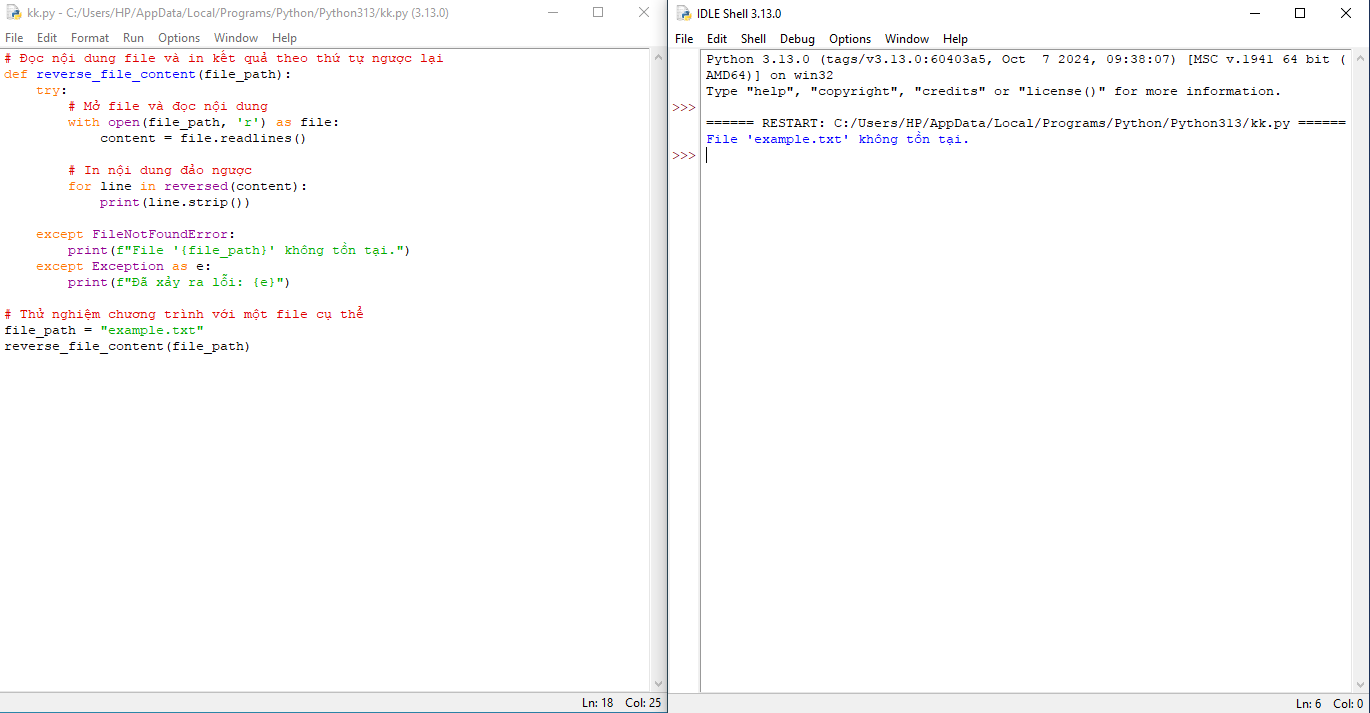 kk.py - C:/Users/HP/AppData/Local/Programs/Python/Python313/kk.py (3.13.0)
File Edit Format Run Options Window Help
# Đọc nội dung file và in kết quả theo thứ tự ngược lại
def reverse_file_content(file_path):
    try:
        # Mở file và đọc nội dung
        with open(file_path, 'r') as file:
            content = file.readlines()
        # In nội dung đảo ngược
        for line in reversed(content):
            print(line.strip())
    except FileNotFoundError:
        print(f"File '{file_path}' không tồn tại.")
    except Exception as e:
        print(f"Đã xảy ra lỗi: {e}")
# Thử nghiệm chương trình với một file cụ thể
file_path = "example.txt"
reverse_file_content(file_path)
Ln: 18 Col: 25
IDLE Shell 3.13.0
File Edit Shell Debug Options Window Help
Python 3.13.0 (tags/v3.13.0:60403a5, Oct  7 2024, 09:38:07) [MSC v.1941 64 bit (
AMD64)] on win32
Type "help", "copyright", "credits" or "license()" for more information.
>>>
====== RESTART: C:/Users/HP/AppData/Local/Programs/Python/Python313/kk.py ======
File 'example.txt' không tồn tại.
>>>
Ln: 6 Col: 0